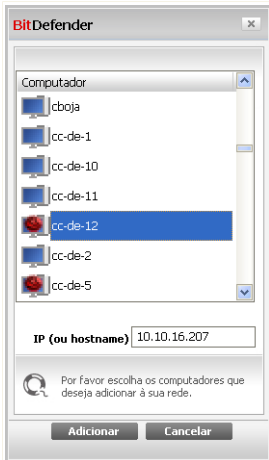 BitDefender
Computador
cboja
cc-de-1
cc-de-10
cc-de-11
cc-de-12
cc-de-2
cc-de-5
IP (ou hostname) 10.10.16.207
Por favor escolha os computadores que
deseja adicionar à sua rede.
Adicionar Cancelar